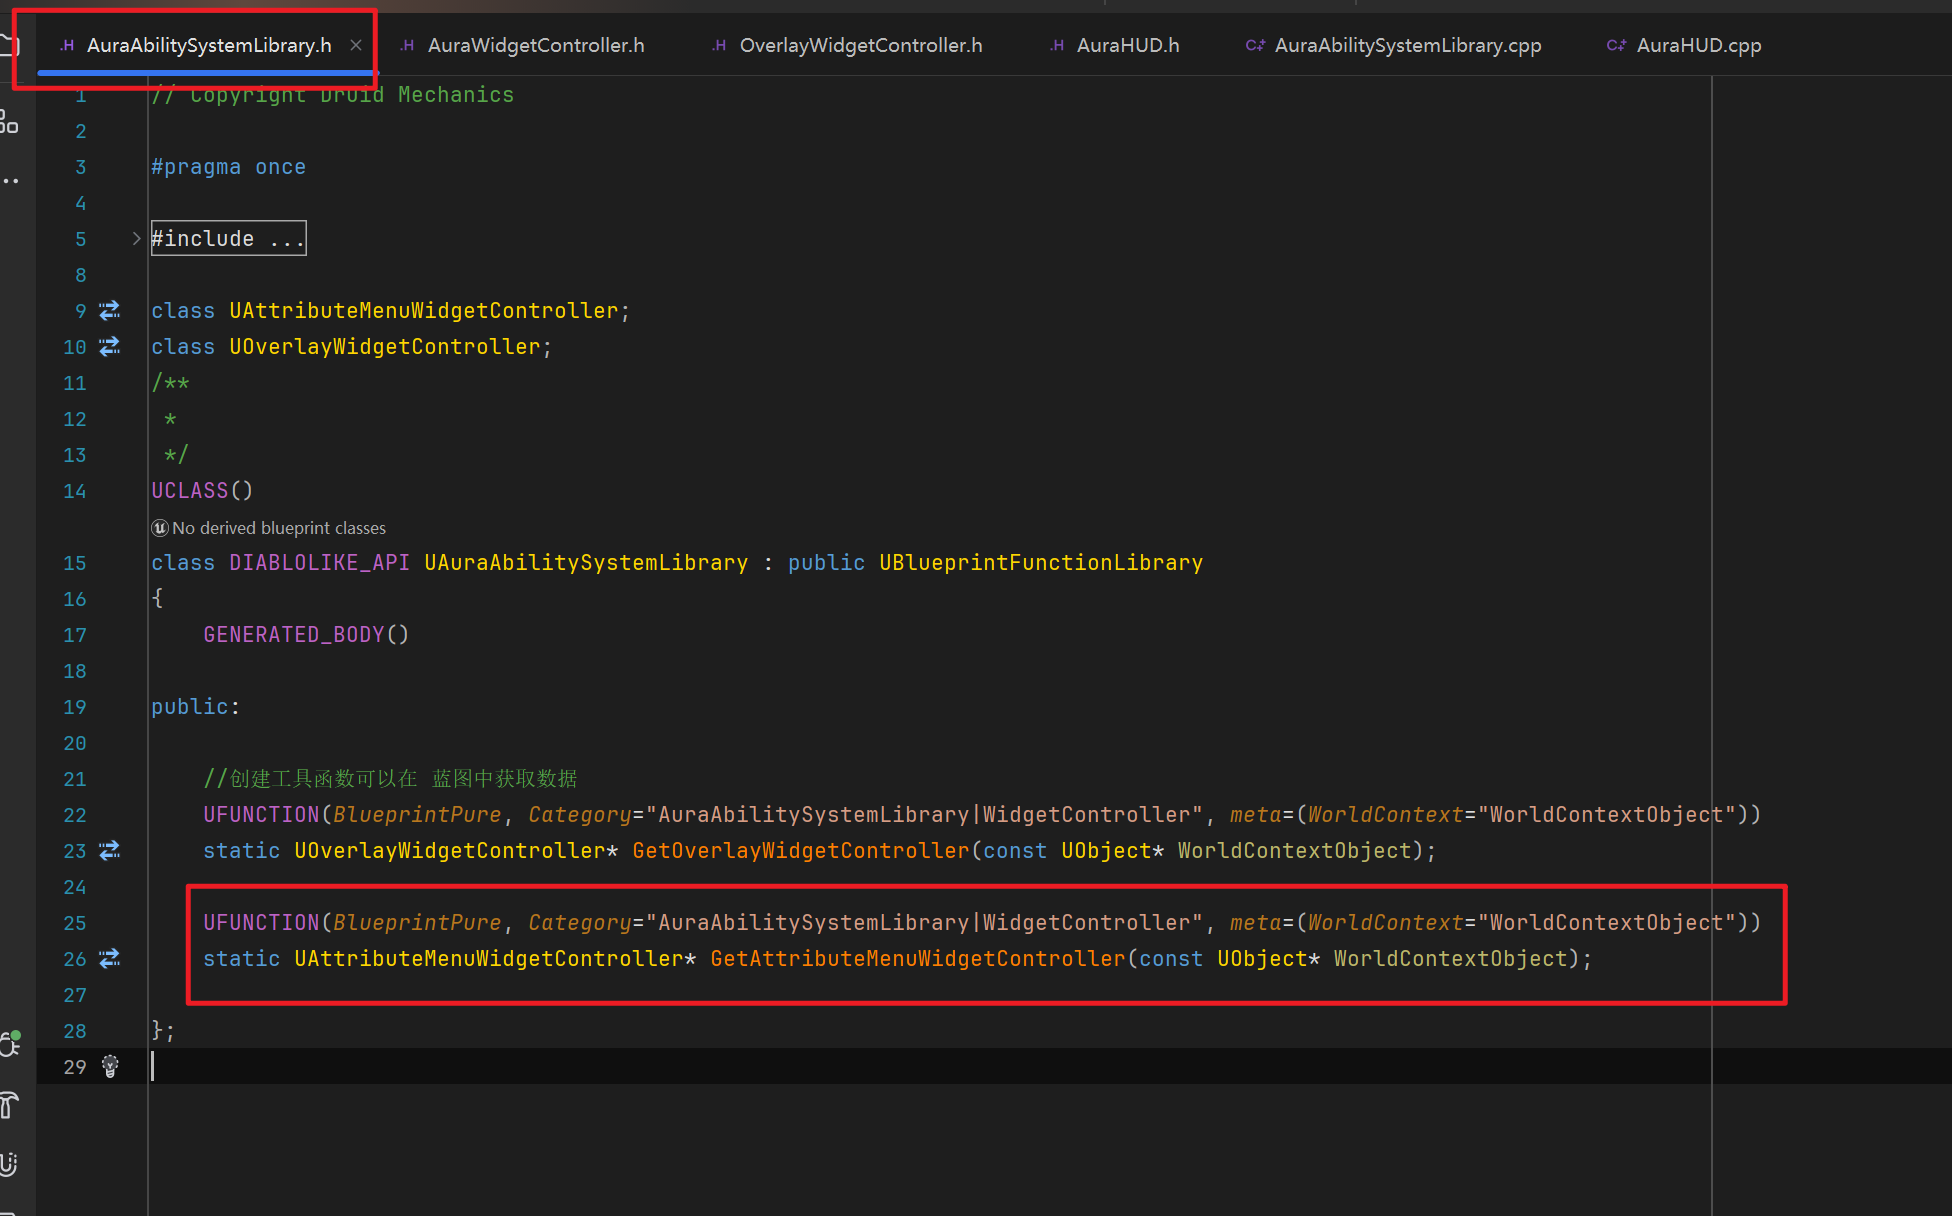 .H AuraAbilitySystemLibrary.h × .H AuraWidgetController.h .H OverlayWidgetController.h .H AuraHUD.h C++ AuraAbilitySystemLibrary.cpp C++ AuraHUD.cpp
1 // Copyright Druid Mechanics
2
3 #pragma once
4
5 #include ...
8
9 class UAttributeMenuWidgetController;
10 class UOverlayWidgetController;
11 /**
12 *
13 */
14 UCLASS()
No derived blueprint classes
15 class DIABLOLIKE_API UAuraAbilitySystemLibrary : public UBlueprintFunctionLibrary
16 {
17 GENERATED_BODY()
18
19 public:
20
21 //创建工具函数可以在 蓝图中获取数据
22 UFUNCTION(BlueprintPure, Category="AuraAbilitySystemLibrary|WidgetController", meta=(WorldContext="WorldContextObject"))
23 static UOverlayWidgetController* GetOverlayWidgetController(const UObject* WorldContextObject);
24
25 UFUNCTION(BlueprintPure, Category="AuraAbilitySystemLibrary|WidgetController", meta=(WorldContext="WorldContextObject"))
26 static UAttributeMenuWidgetController* GetAttributeMenuWidgetController(const UObject* WorldContextObject);
27
28 };
29